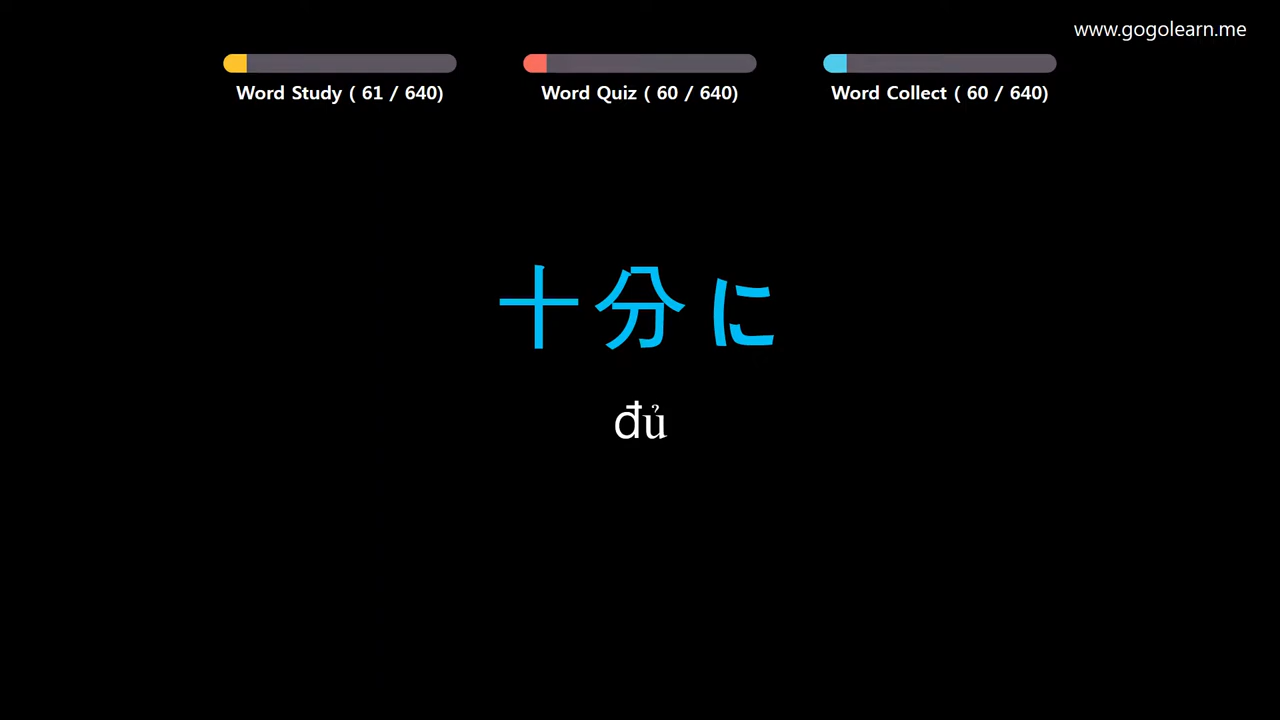 www.gogolearn.me
Word Study ( 61 / 640)
Word Quiz ( 60 / 640)
Word Collect ( 60 / 640)
十分に
đủ